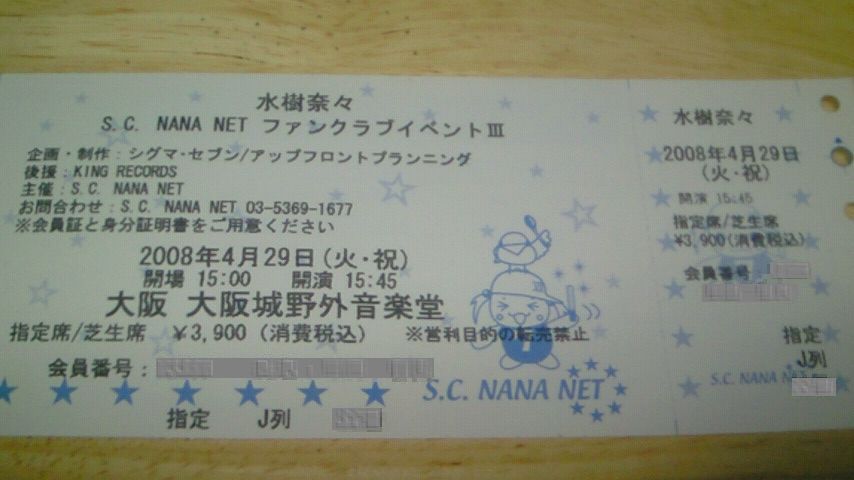 水樹奈々
S.C. NANA NET ファンクラブイベントⅢ
企画・制作：シグマ・セブン/アップフロントプランニング
後援：KING RECORDS
主催：S.C. NANA NET
お問合わせ：S.C. NANA NET 03-5369-1677
※会員証と身分証明書をご用意ください
2008年4月29日(火・祝)
開場 15:00 開演 15:45
大阪 大阪城野外音楽堂
指定席/芝生席 ￥3,900 (消費税込) ※営利目的の転売禁止
会員番号：
S.C. NANA NET
指定 J列
水樹奈々
2008年4月29日
(火・祝)
開演 15:45
指定席/芝生席
¥3,900(消費税込)
会員番号
指定
J列
S.C. NANA NET